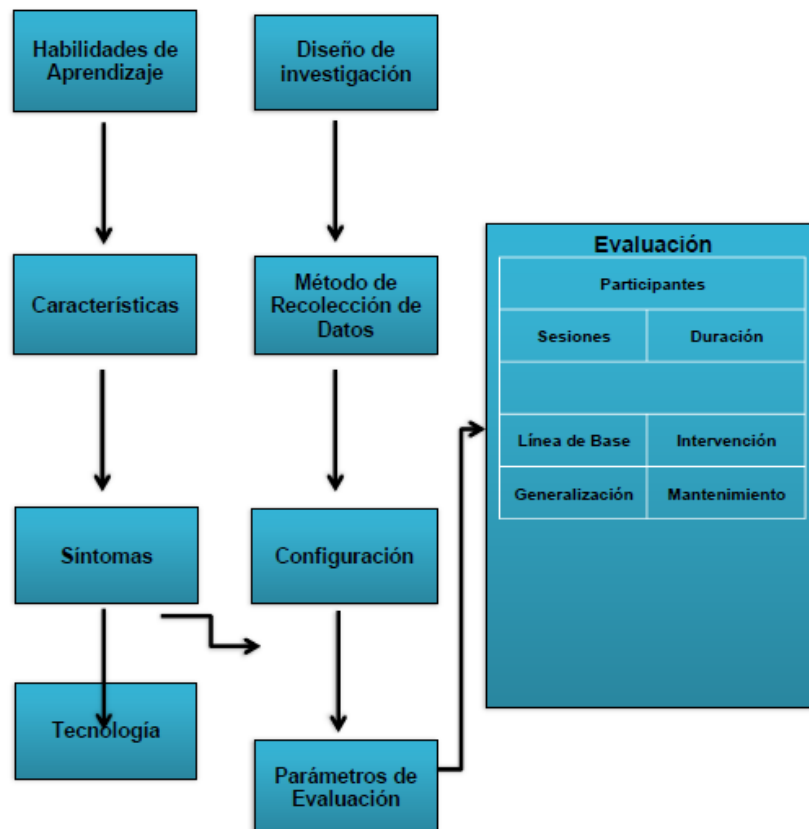 Habilidades de
Aprendizaje
Diseño de
investigación
Características
Método de
Recolección de
Datos
Síntomas
Configuración
Tecnología
Parámetros de
Evaluación
Evaluación
Participantes
Sesiones
Duración
Línea de Base
Intervención
Generalización
Mantenimiento